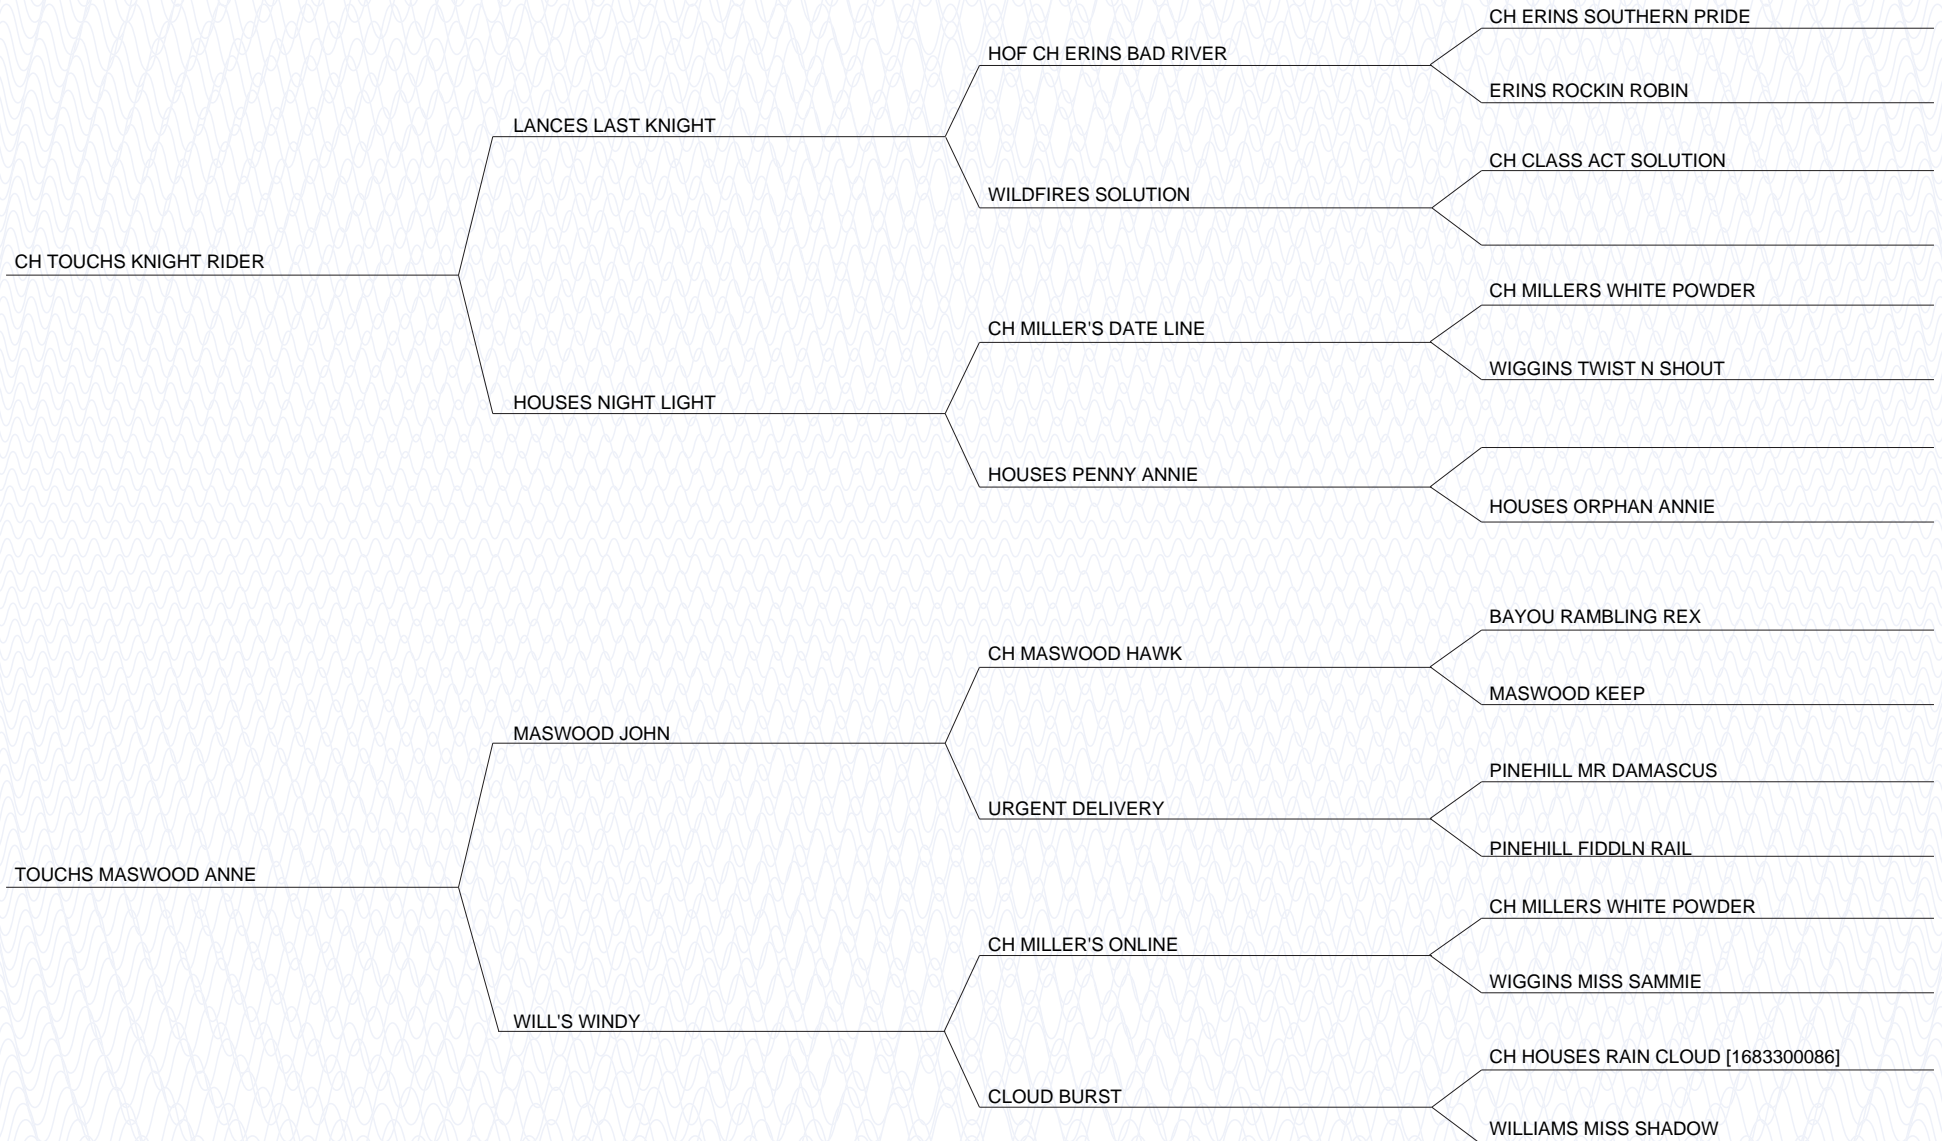 CH ERINS SOUTHERN PRIDE
HOF CH ERINS BAD RIVER
ERINS ROCKIN ROBIN
LANCES LAST KNIGHT
CH CLASS ACT SOLUTION
WILDFIRES SOLUTION
CH TOUCHS KNIGHT RIDER
CH MILLERS WHITE POWDER
CH MILLER'S DATE LINE
WIGGINS TWIST N SHOUT
HOUSES NIGHT LIGHT
HOUSES PENNY ANNIE
HOUSES ORPHAN ANNIE
BAYOU RAMBLING REX
CH MASWOOD HAWK
MASWOOD KEEP
MASWOOD JOHN
PINEHILL MR DAMASCUS
URGENT DELIVERY
PINEHILL FIDDLN RAIL
TOUCHS MASWOOD ANNE
CH MILLERS WHITE POWDER
CH MILLER'S ONLINE
WIGGINS MISS SAMMIE
WILL'S WINDY
CH HOUSES RAIN CLOUD [1683300086]
CLOUD BURST
WILLIAMS MISS SHADOW